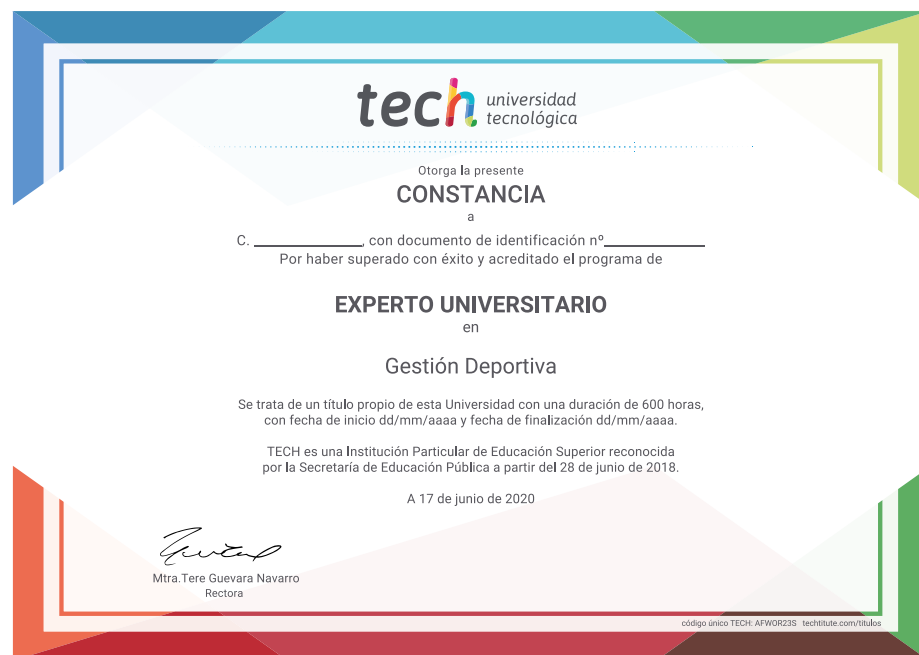 tech universidad
tecnológica
Otorga la presente
CONSTANCIA
a
C. ______________, con documento de identificación nº_____________
Por haber superado con éxito y acreditado el programa de
EXPERTO UNIVERSITARIO
en
Gestión Deportiva
Se trata de un título propio de esta Universidad con una duración de 600 horas,
con fecha de inicio dd/mm/aaaa y fecha de finalización dd/mm/aaaa.
TECH es una Institución Particular de Educación Superior reconocida
por la Secretaría de Educación Pública a partir del 28 de junio de 2018.
A 17 de junio de 2020
Mtra.Tere Guevara Navarro
Rectora
código único TECH: AFWOR23S techtitute.com/titulos